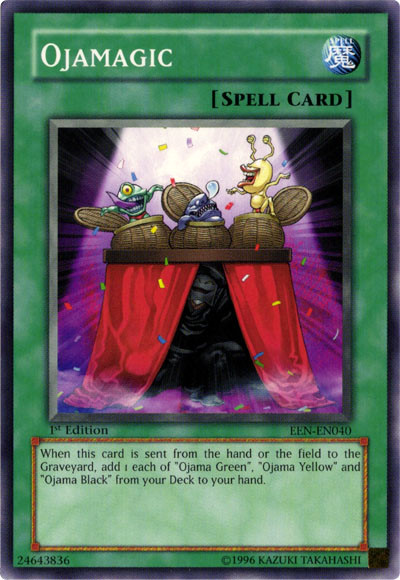 OJAMAGIC
魔
[SPELL CARD]
1st Edition
EEN-EN040
When this card is sent from the hand or the field to the
Graveyard, add 1 each of "Ojama Green", "Ojama Yellow" and
"Ojama Black" from your Deck to your hand.
24643836
©1996 KAZUKI TAKAHASHI